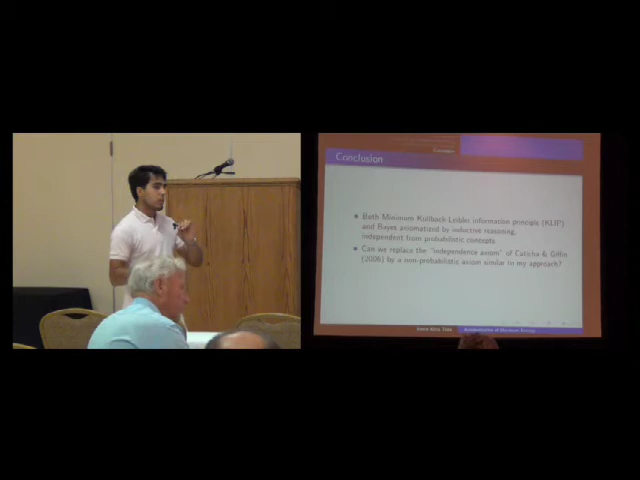 Conclusion
Both Minimum Kullback Leibler information principle (KLIP)
and Bayes axiomatized by inductive reasoning,
independent from probabilistic concepts
Can we replace the "independence axiom" of Caticha & Giffin
(2006) by a non-probabilistic axiom similar to my approach?